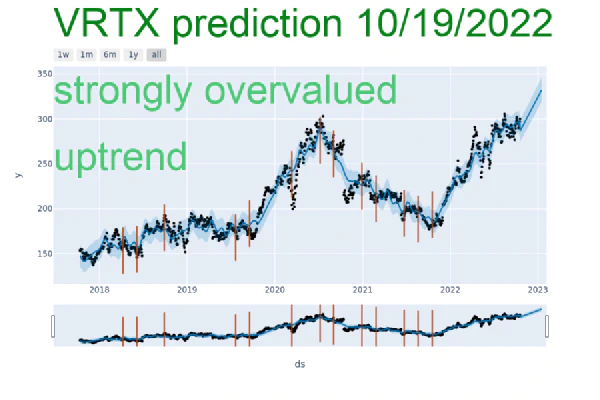 VRTX prediction 10/19/2022
1w 1m 6m 1y all
350
strongly overvalued
300
uptrend
250
y
200
150
2018 2019 2020 2021 2022 2023
ds